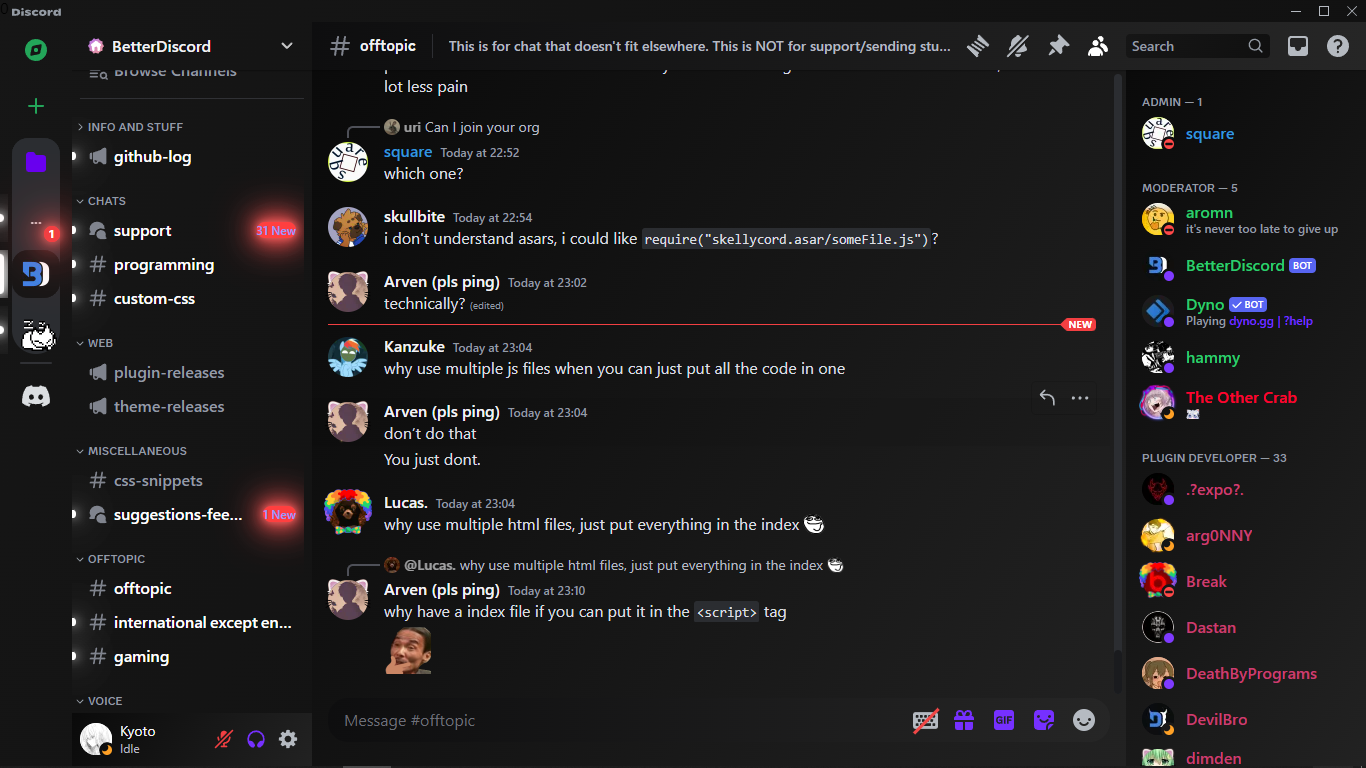 Discord
BetterDiscord
Browse Channels
INFO AND STUFF
github-log
CHATS
support
31 New
programming
custom-css
WEB
plugin-releases
theme-releases
MISCELLANEOUS
css-snippets
suggestions-fee...
1 New
OFFTOPIC
offtopic
international except en...
gaming
VOICE
Kyoto
Idle
1
offtopic
This is for chat that doesn't fit elsewhere. This is NOT for support/sending stu...
Search
lot less pain
uri Can I join your org
square Today at 22:52
which one?
skullbite Today at 22:54
i don't understand asars, i could like require("skellycord.asar/someFile.js")?
Arven (pls ping) Today at 23:02
technically? (edited)
NEW
Kanzuke Today at 23:04
why use multiple js files when you can just put all the code in one
Arven (pls ping) Today at 23:04
don't do that
You just dont.
Lucas. Today at 23:04
why use multiple html files, just put everything in the index
@Lucas. why use multiple html files, just put everything in the index
Arven (pls ping) Today at 23:10
why have a index file if you can put it in the <script> tag
Message #offtopic
GIF
ADMIN — 1
square
MODERATOR — 5
aromn
it's never too late to give up
BetterDiscord BOT
Dyno BOT
Playing dyno.gg | ?help
hammy
The Other Crab
PLUGIN DEVELOPER — 33
.?expo?.
arg0NNY
Break
Dastan
DeathByPrograms
DevilBro
dimden